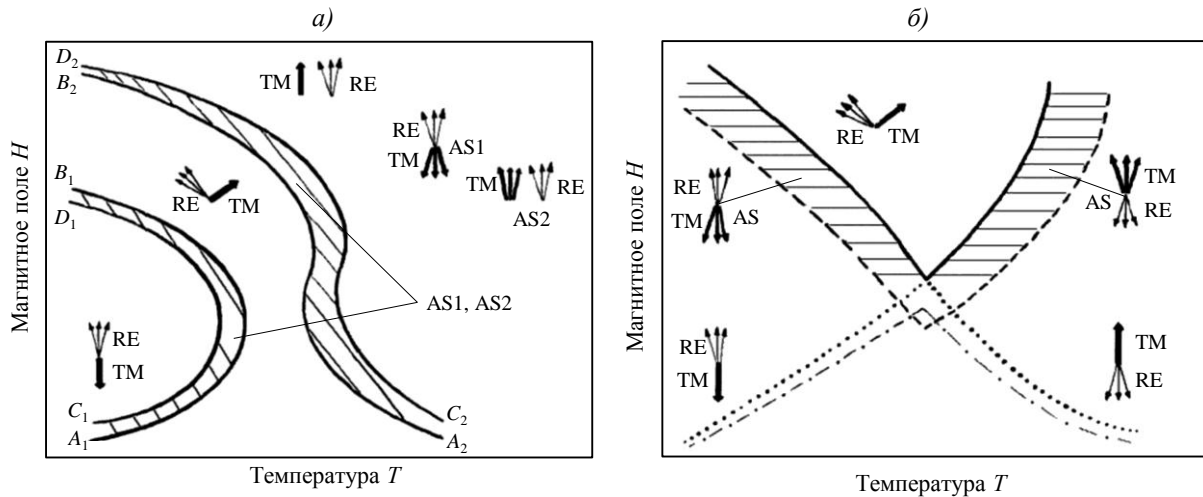 а)
D2
B2
TM
RE
RE
TM
AS1
TM
RE
AS2
B1
D1
RE
TM
AS1, AS2
RE
TM
C1
A1
C2
A2
Магнитное поле H
Температура T
б)
RE
TM
RE
TM
AS
TM
AS
RE
RE
TM
TM
RE
Магнитное поле H
Температура T